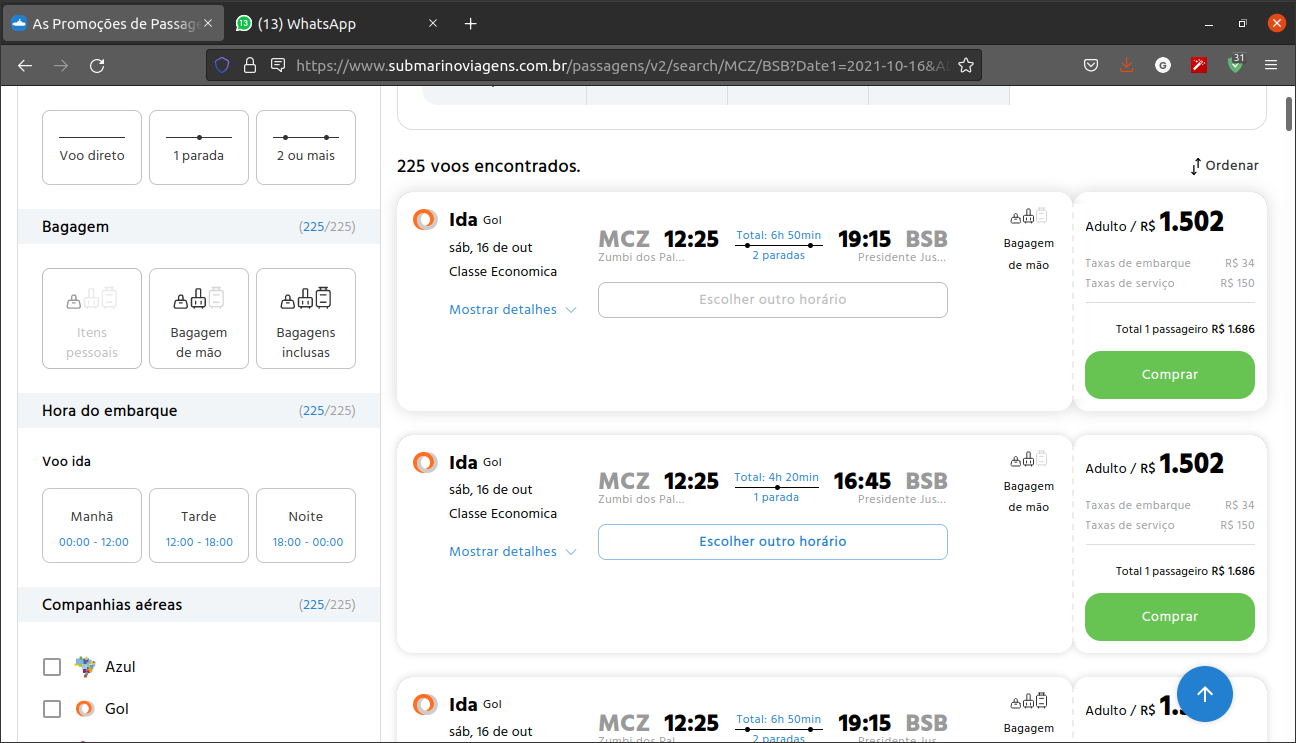 As Promoções de Passage
13
(13) WhatsApp
https://www.submarinoviagens.com.br/passagens/v2/search/MCZ/BSB?Date1=2021-10-16&A
G
31
Voo direto
1 parada
2 ou mais
Bagagem (225/225)
Itens pessoais
Bagagem de mão
Bagagens inclusas
Hora do embarque (225/225)
Voo ida
Manhã
00:00 - 12:00
Tarde
12:00 - 18:00
Noite
18:00 - 00:00
Companhias aéreas (225/225)
Azul
Gol
225 voos encontrados.
Ordenar
Ida Gol
sáb, 16 de out
Classe Economica
Mostrar detalhes
MCZ 12:25
Zumbi dos Pal...
Total: 6h 50min
2 paradas
19:15 BSB
Presidente Jus...
Escolher outro horário
Bagagem
de mão
Adulto / R$ 1.502
Taxas de embarque R$ 34
Taxas de serviço R$ 150
Total 1 passageiro R$ 1.686
Comprar
Ida Gol
sáb, 16 de out
Classe Economica
Mostrar detalhes
MCZ 12:25
Zumbi dos Pal...
Total: 4h 20min
1 parada
16:45 BSB
Presidente Jus...
Escolher outro horário
Bagagem
de mão
Adulto / R$ 1.502
Taxas de embarque R$ 34
Taxas de serviço R$ 150
Total 1 passageiro R$ 1.686
Comprar
Ida Gol
sáb, 16 de out
MCZ 12:25
Zumbi dos Pal...
Total: 6h 50min
2 paradas
19:15 BSB
Presidente Jus...
Bagagem
Adulto / R$